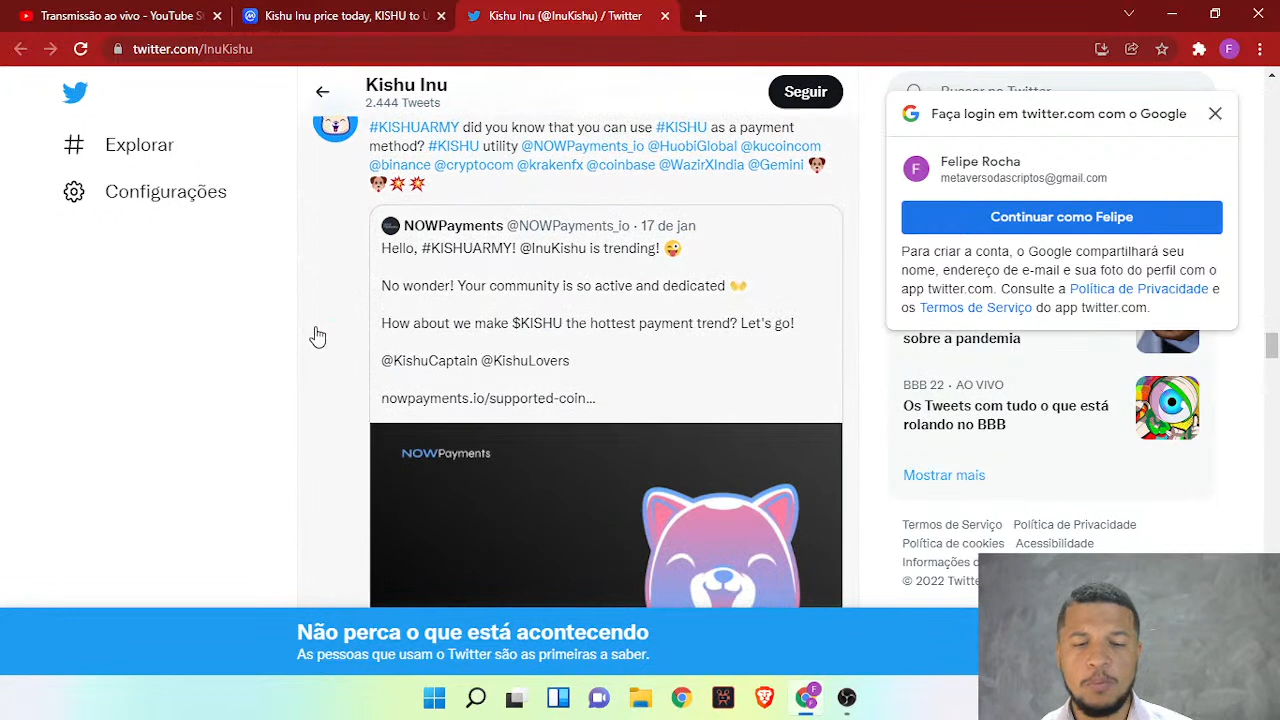 Transmissão ao vivo - YouTube S
Kishu Inu price today, KISHU to U
Kishu Inu (@InuKishu) / Twitter
twitter.com/InuKishu
F
Explorar
Configurações
Kishu Inu
2.444 Tweets
Seguir
#KISHUARMY did you know that you can use #KISHU as a payment
method? #KISHU utility @NOWPayments_io @HuobiGlobal @kucoincom
@binance @cryptocom @krakenfx @coinbase @WazirXIndia @Gemini 🐶
🐶💥💥
NOWPayments @NOWPayments_io · 17 de jan
Hello, #KISHUARMY! @InuKishu is trending! 😜
No wonder! Your community is so active and dedicated 👐
How about we make $KISHU the hottest payment trend? Let's go!
@KishuCaptain @KishuLovers
nowpayments.io/supported-coin...
NOWPayments
Faça login em twitter.com com o Google
F
Felipe Rocha
metaversodascriptos@gmail.com
Continuar como Felipe
Para criar a conta, o Google compartilhará seu
nome, endereço de e-mail e sua foto do perfil com o
app twitter.com. Consulte a Política de Privacidade e
os Termos de Serviço do app twitter.com.
sobre a pandemia
BBB 22 · AO VIVO
Os Tweets com tudo o que está
rolando no BBB
Mostrar mais
Termos de Serviço Política de Privacidade
Política de cookies Acessibilidade
Informações
© 2022 Twitte
Não perca o que está acontecendo
As pessoas que usam o Twitter são as primeiras a saber.
F